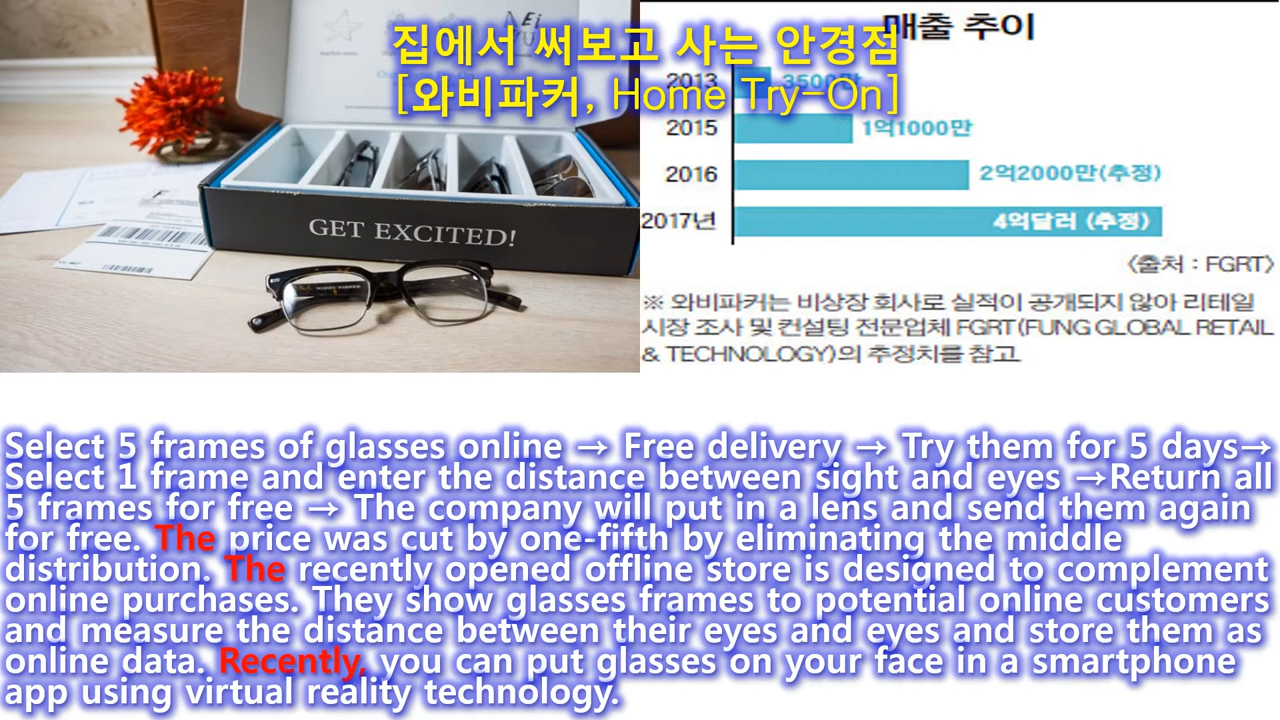 집에서 써보고 사는 안경점
[와비파커, Home Try-On]
GET EXCITED!
매출 추이
2013 3500만
2015 1억1000만
2016 2억2000만(추정)
2017년 4억달러 (추정)
〈출처 : FGRT〉
※ 와비파커는 비상장 회사로 실적이 공개되지 않아 리테일
시장 조사 및 컨설팅 전문업체 FGRT(FUNG GLOBAL RETAIL
& TECHNOLOGY)의 추정치를 참고
Select 5 frames of glasses online → Free delivery → Try them for 5 days→
Select 1 frame and enter the distance between sight and eyes →Return all
5 frames for free → The company will put in a lens and send them again
for free. The price was cut by one-fifth by eliminating the middle
distribution. The recently opened offline store is designed to complement
online purchases. They show glasses frames to potential online customers
and measure the distance between their eyes and eyes and store them as
online data. Recently, you can put glasses on your face in a smartphone
app using virtual reality technology.